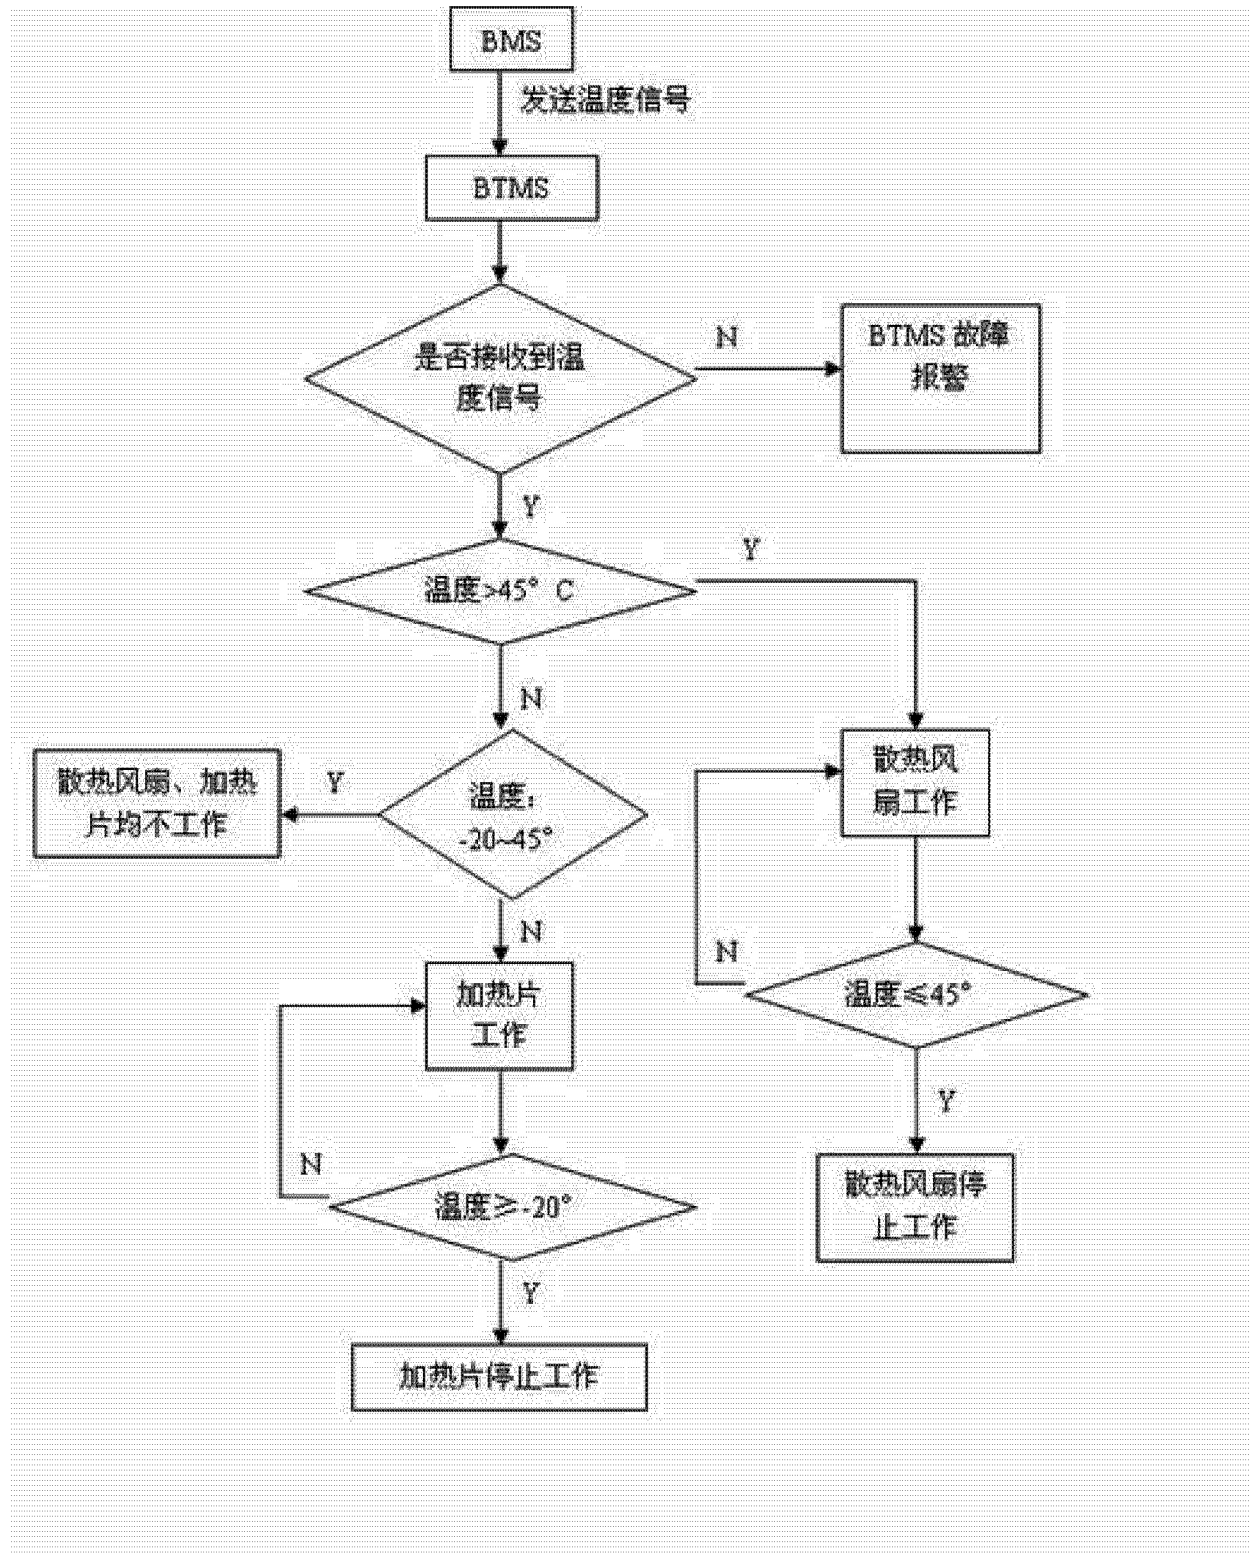 BMS
发送温度信号
BTMS
是否接收到温
度信号
N
BTMS 故障
报警
Y
温度>45° C
Y
N
散热风扇、加热
片均不工作
Y
温度：
-20~45°
散热风
扇工作
N
加热片
工作
N
温度≤45°
Y
N
温度≥-20°
散热风扇停
止工作
Y
加热片停止工作